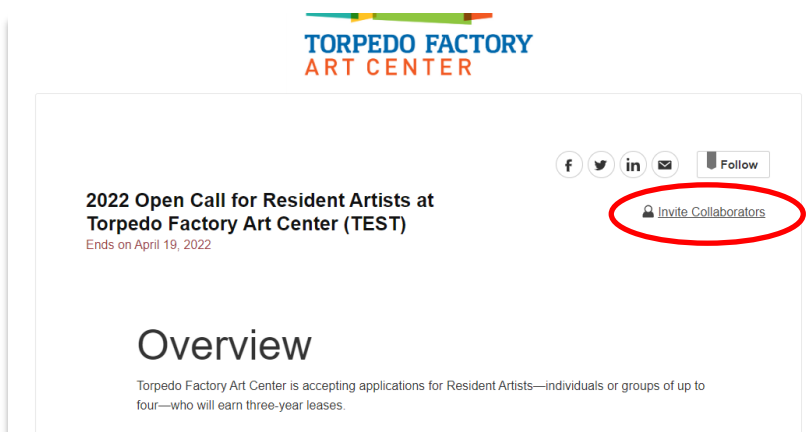 TORPEDO FACTORY
ART CENTER
Follow
2022 Open Call for Resident Artists at
Torpedo Factory Art Center (TEST)
Invite Collaborators
Ends on April 19, 2022
Overview
Torpedo Factory Art Center is accepting applications for Resident Artists—individuals or groups of up to
four—who will earn three-year leases.